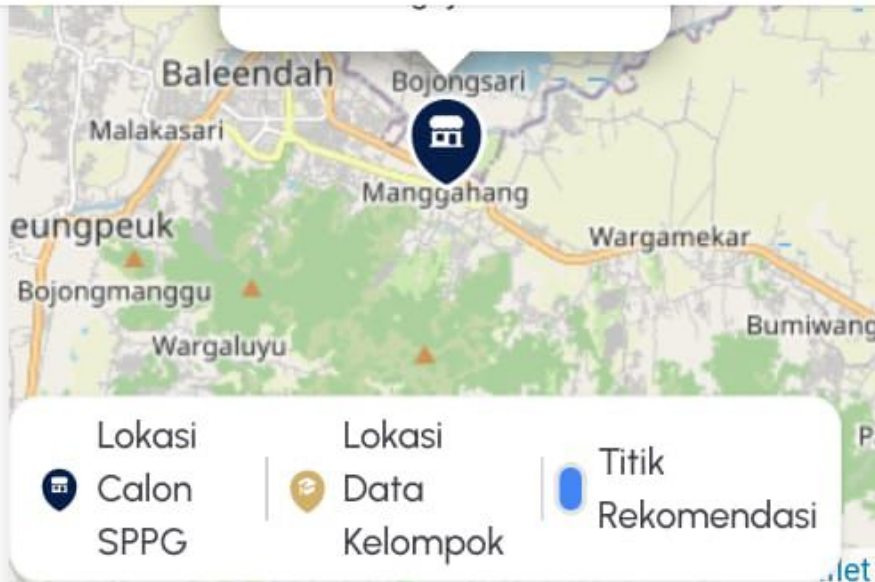 Baleendah
Bojongsari
Malakasari
Manggahang
eungpeuk
Wargamekar
Bojongmanggu
Bumiwang
Wargaluyu
Lokasi
Calon
SPPG
Lokasi
Data
Kelompok
Titik
Rekomendasi
P